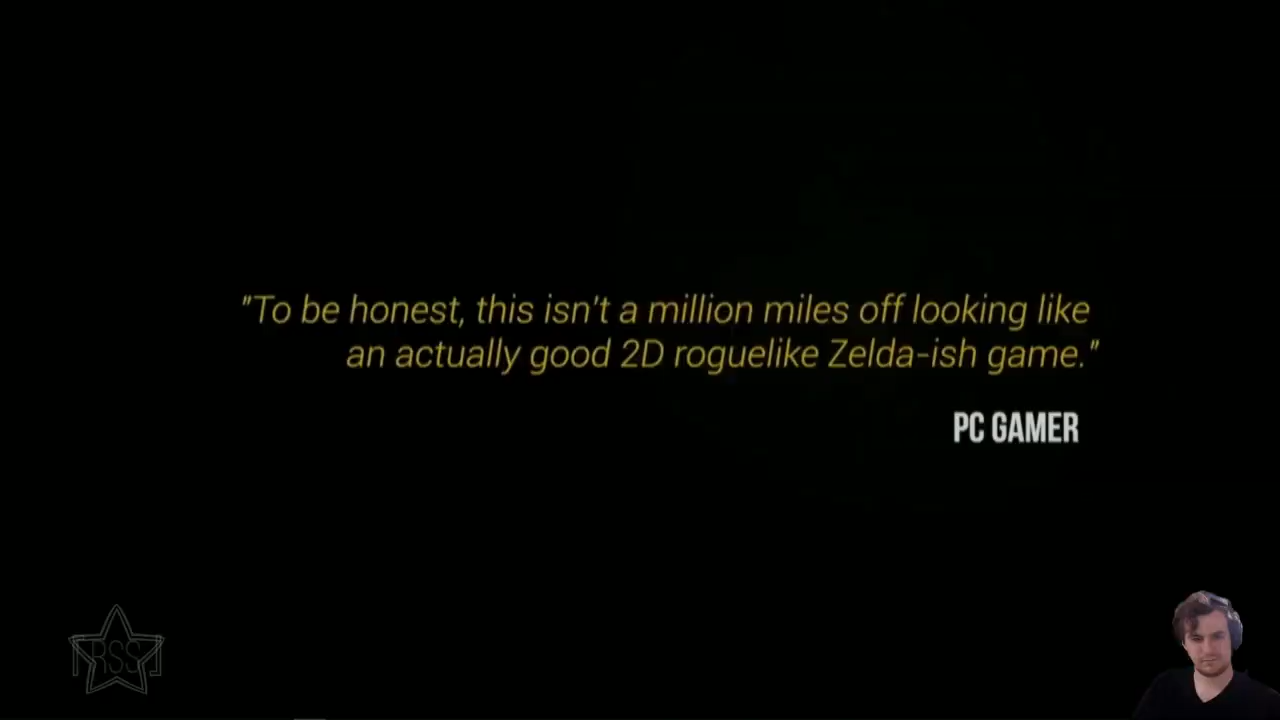 "To be honest, this isn't a million miles off looking like
an actually good 2D roguelike Zelda-ish game."
PC GAMER
RSS